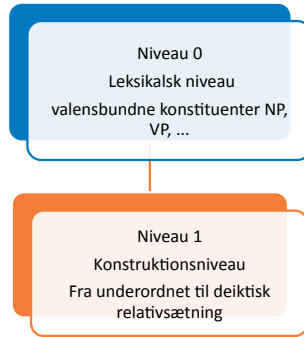 Niveau 0
Leksikalsk niveau
valensbundne konstituenter NP,
VP, ...
Niveau 1
Konstruktionsniveau
Fra underordnet til deiktisk
relativsætning